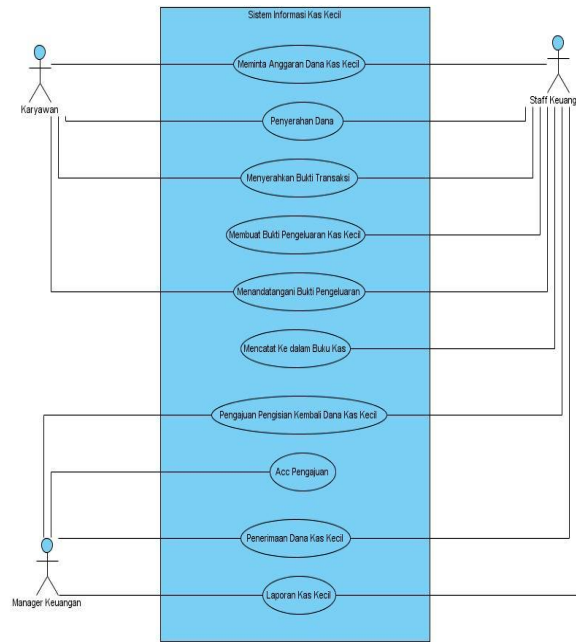 Sistem Informasi Kas Kecil
Meminta Anggaran Dana Kas Kecil
Karyawan
Staff Keuang
Penyerahan Dana
Menyerahkan Bukti Transaksi
Membuat Bukti Pengeluaran Kas Kecil
Menandatangani Bukti Pengeluaran
Mencatat Ke dalam Buku Kas
Pengajuan Pengisian Kembali Dana Kas Kecil
Acc Pengajuan
Penerimaan Dana Kas Kecil
Manager Keuangan
Laporan Kas Kecil